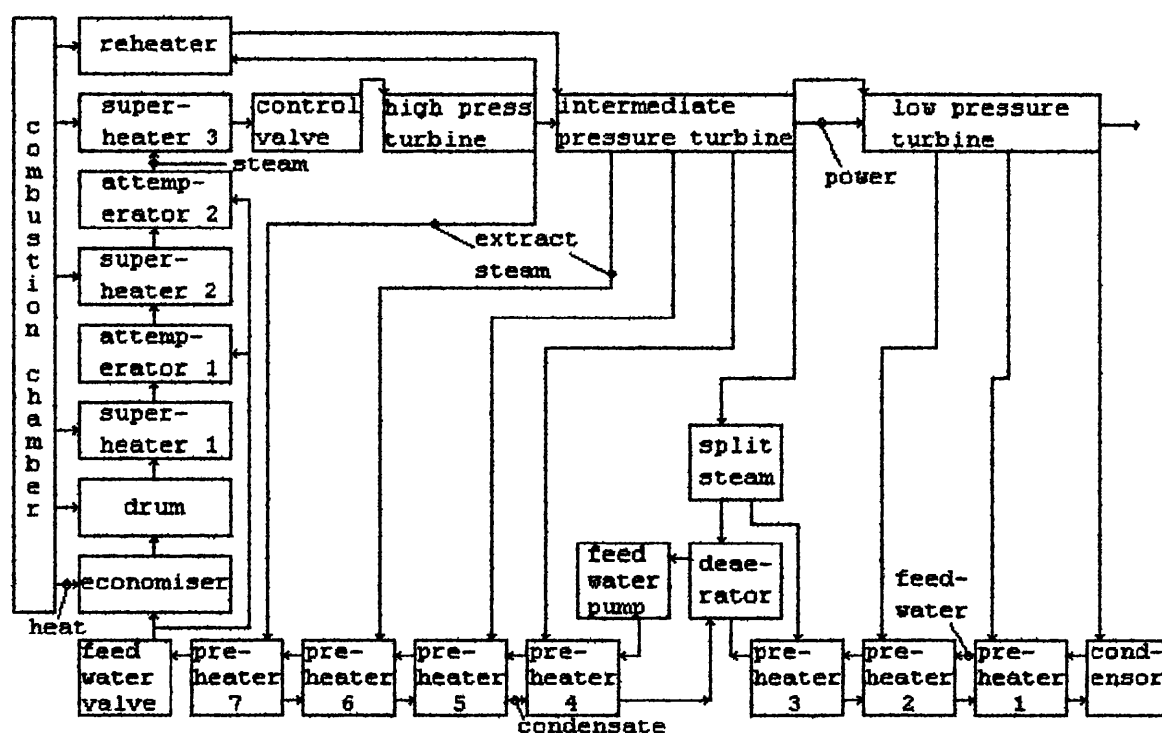 combustion chamber
reheater
super-
heater 3
control
valve
high press
turbine
intermediate
pressure turbine
low pressure
turbine
steam
power
attemp-
erator 2
extract
steam
super-
heater 2
attemp-
erator 1
super-
heater 1
split
steam
drum
feed
water
pump
deae-
rator
feed-
water
economiser
heat
feed
water
valve
pre-
heater
7
pre-
heater
6
pre-
heater
5
pre-
heater
4
pre-
heater
3
pre-
heater
2
pre-
heater
1
cond-
ensor
condensate